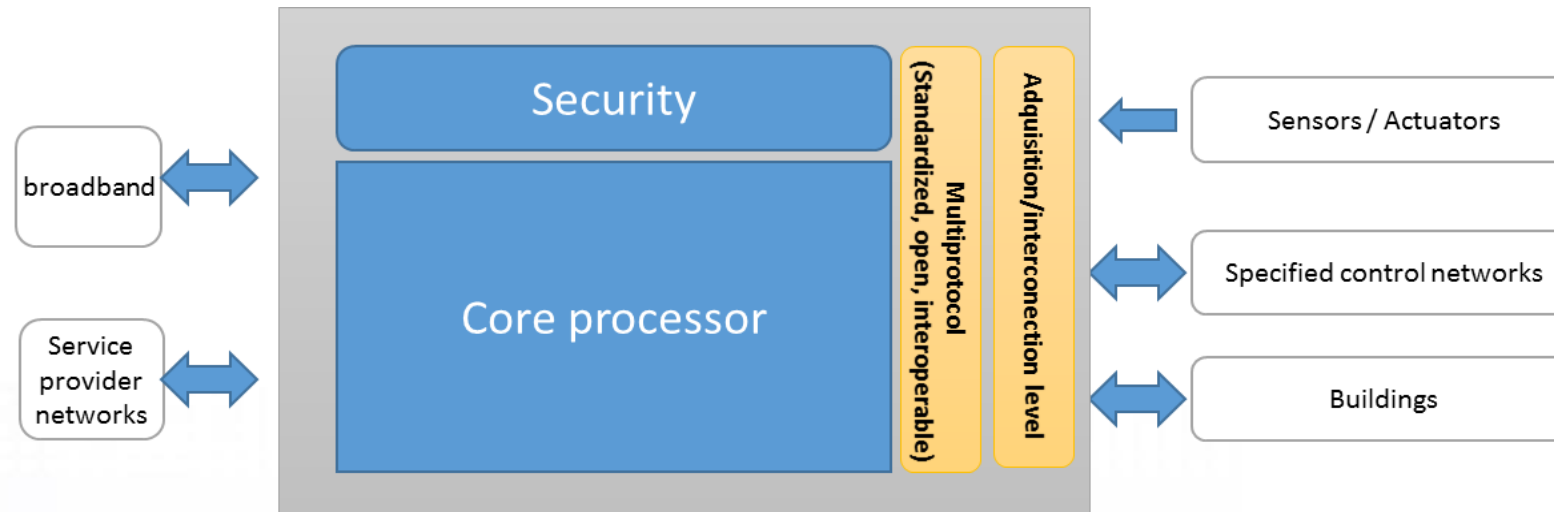 Security
Core processor
Multiprotocol
(Standardized, open, interoperable)
Adquisition/interconection level
broadband
Service
provider
networks
Sensors / Actuators
Specified control networks
Buildings